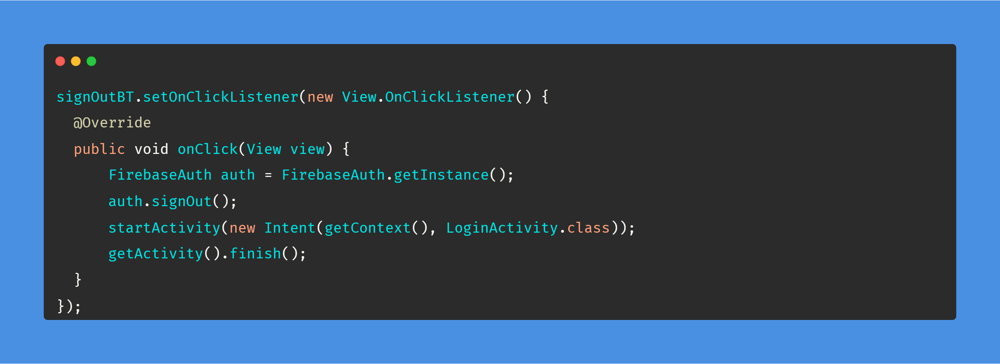 signOutBT.setOnClickListener(new View.OnClickListener() {
  @Override
  public void onClick(View view) {
      FirebaseAuth auth = FirebaseAuth.getInstance();
      auth.signOut();
      startActivity(new Intent(getContext(), LoginActivity.class));
      getActivity().finish();
  }
});